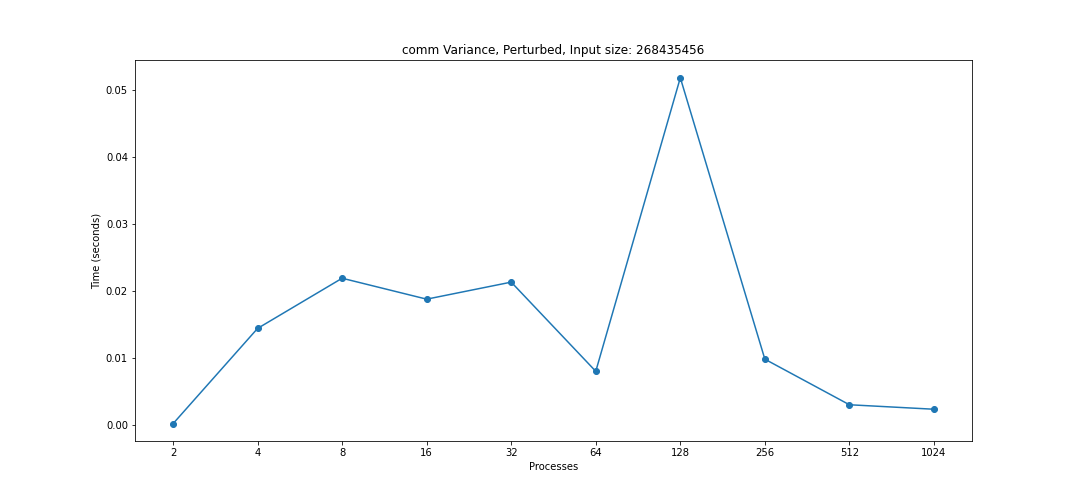 comm Variance, Perturbed, Input size: 268435456
Time (seconds)
0.05
0.04
0.03
0.02
0.01
0.00
2 4 8 16 32 64 128 256 512 1024
Processes